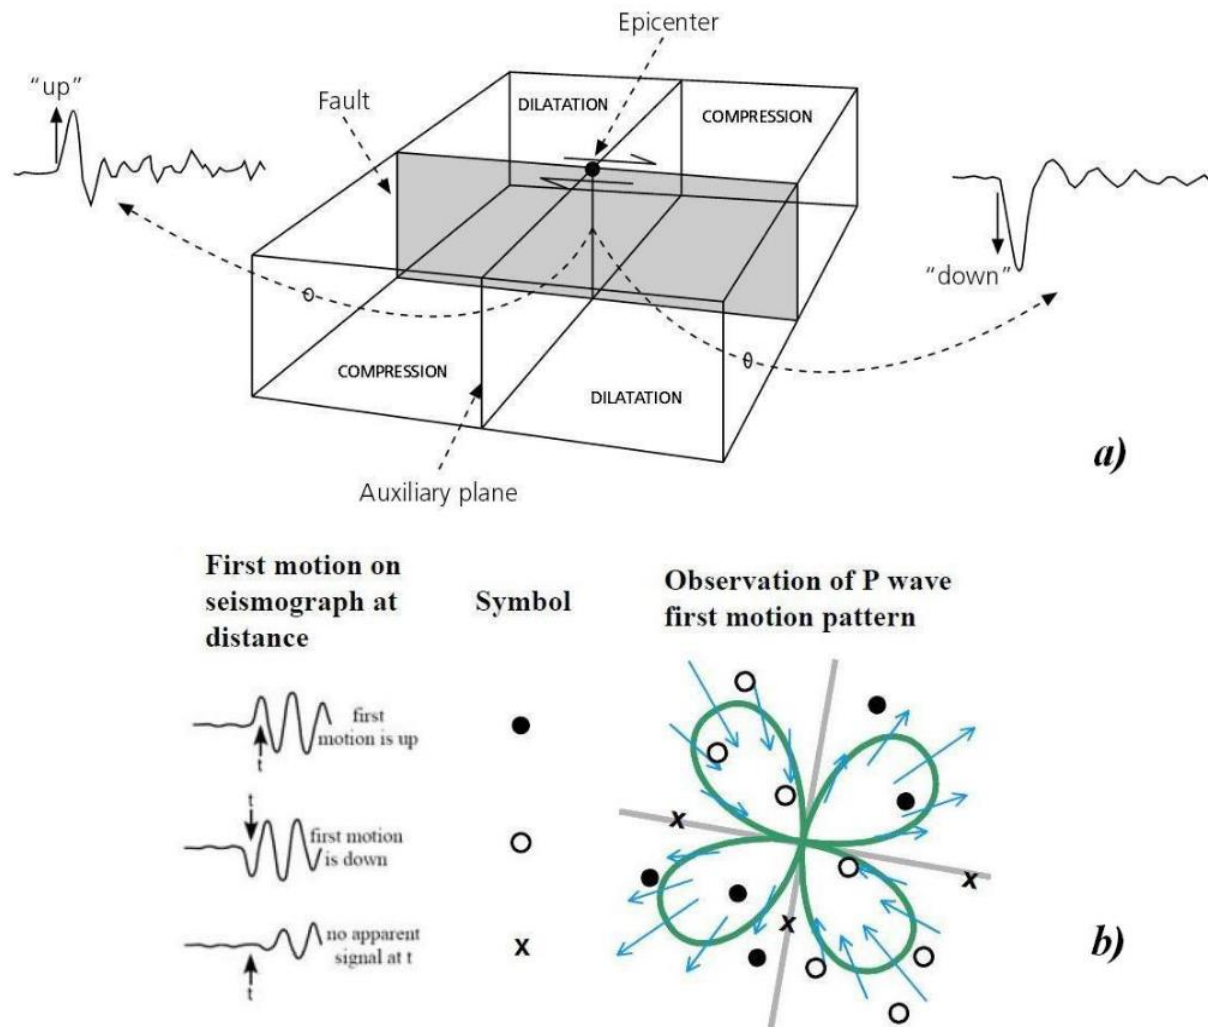 Epicenter
“up”
Fault
DILATATION
COMPRESSION
“down”
COMPRESSION
DILATATION
a)
Auxiliary plane
First motion on
seismograph at
distance
Symbol
Observation of P wave
first motion pattern
first
motion is up
t
t
first motion
is down
no apparent
signal at t
x
t
x
x
x
b)